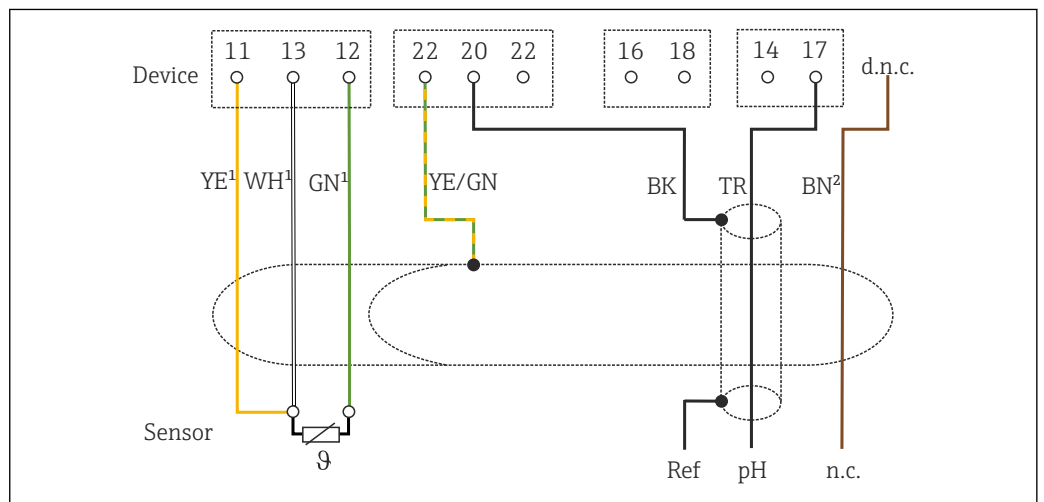 11 13 12 22 20 22 16 18 14 17
Device
d.n.c.
YE¹ WH¹ GN¹ YE/GN BK TR BN²
Sensor
ϑ
Ref pH n.c.